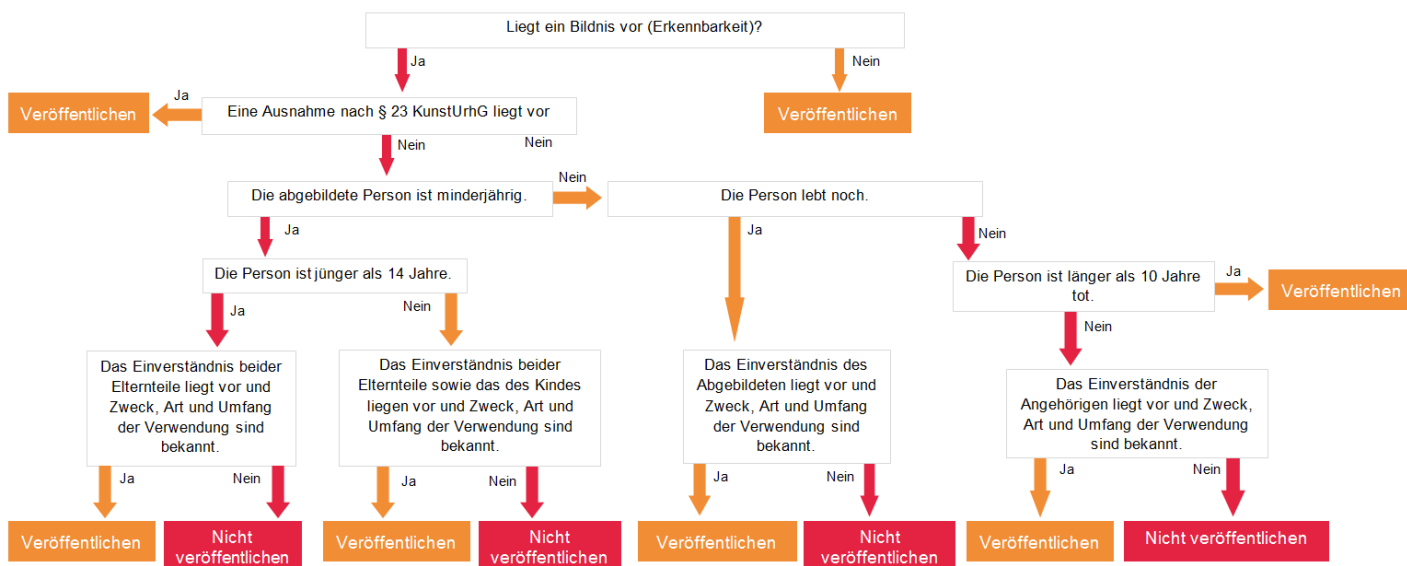 Liegt ein Bildnis vor (Erkennbarkeit)?
Ja
Nein
Ja
Veröffentlichen
Eine Ausnahme nach § 23 KunstUrhG liegt vor
Veröffentlichen
Nein
Nein
Die abgebildete Person ist minderjährig.
Nein
Die Person lebt noch.
Ja
Ja
Nein
Die Person ist jünger als 14 Jahre.
Die Person ist länger als 10 Jahre
tot.
Ja
Veröffentlichen
Ja
Nein
Nein
Das Einverständnis beider
Elternteile liegt vor und
Zweck, Art und Umfang
der Verwendung sind
bekannt.
Das Einverständnis beider
Elternteile sowie das des Kindes
liegen vor und Zweck, Art und
Umfang der Verwendung sind
bekannt.
Das Einverständnis des
Abgebildeten liegt vor und
Zweck, Art und Umfang
der Verwendung sind
bekannt.
Das Einverständnis der
Angehörigen liegt vor und Zweck,
Art und Umfang der Verwendung
sind bekannt.
Ja
Nein
Ja
Nein
Ja
Nein
Ja
Nein
Veröffentlichen
Nicht
veröffentlichen
Veröffentlichen
Nicht
veröffentlichen
Veröffentlichen
Nicht
veröffentlichen
Veröffentlichen
Nicht veröffentlichen